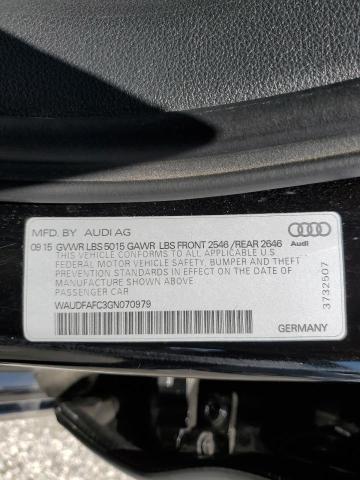 MFD. BY AUDI AG
09 15 GVWR LBS 5015 GAWR LBS FRONT 2546 /REAR 2646
THIS VEHICLE CONFORMS TO ALL APPLICABLE U.S
FEDERAL MOTOR VEHICLE SAFETY, BUMPER AND THEFT
PREVENTION STANDARDS IN EFFECT ON THE DATE OF
MANUFACTURE SHOWN ABOVE
PASSENGER CAR
WAUDFAFC3GN070979
GERMANY
Audi
3732507